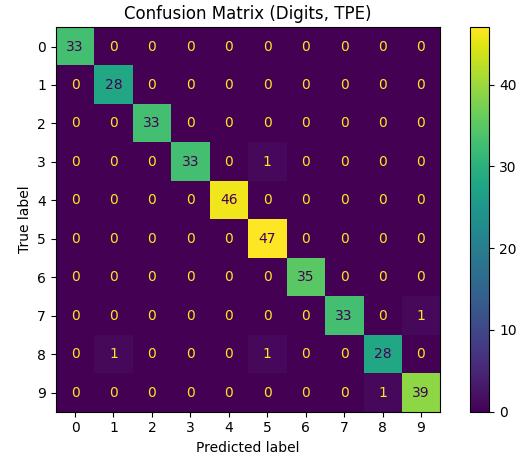 Confusion Matrix (Digits, TPE)
0 33 0 0 0 0 0 0 0 0 0
1 0 28 0 0 0 0 0 0 0 0
2 0 0 33 0 0 0 0 0 0 0
3 0 0 0 33 0 1 0 0 0 0
4 0 0 0 0 46 0 0 0 0 0
5 0 0 0 0 0 47 0 0 0 0
6 0 0 0 0 0 0 35 0 0 0
7 0 0 0 0 0 0 0 33 0 1
8 0 1 0 0 0 1 0 0 28 0
9 0 0 0 0 0 0 0 0 1 39
0 1 2 3 4 5 6 7 8 9
Predicted label
True label
40
30
20
10
0